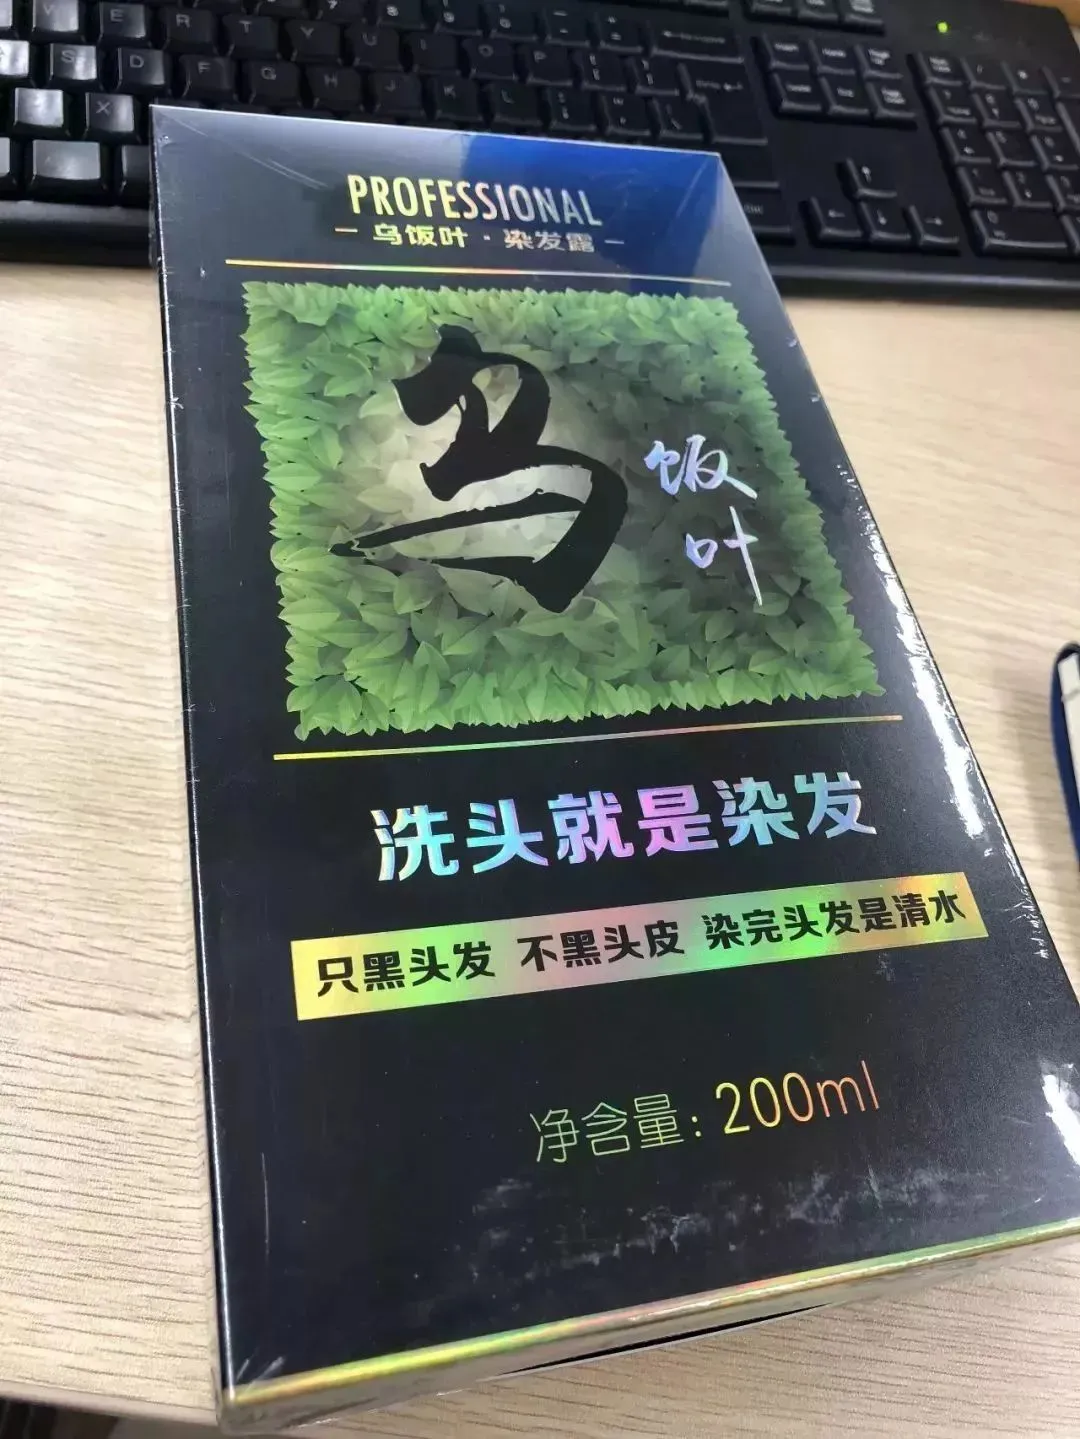 PROFESSIONAL
乌饭叶·染发露
乌
饭
叶
洗头就是染发
只黑头发 不黑头皮 染完头发是清水
净含量:200ml